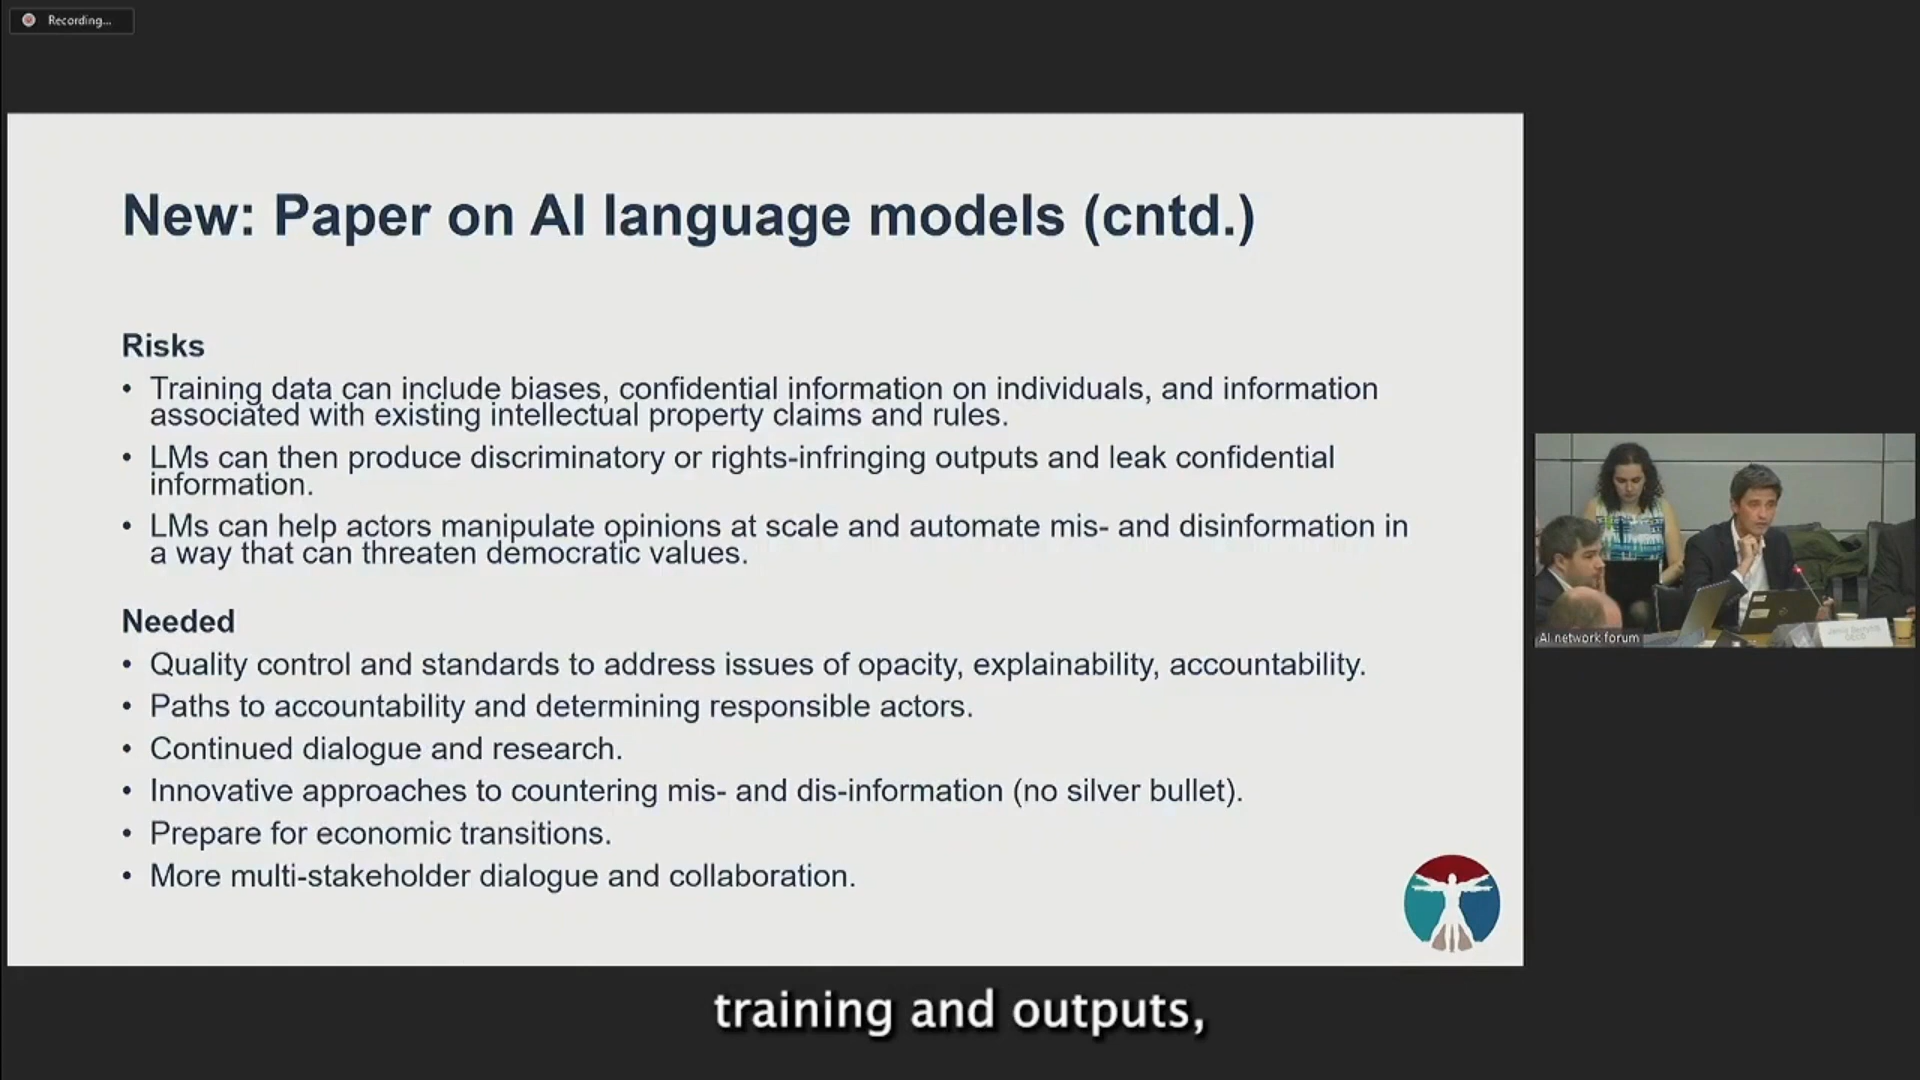 Recording...
New: Paper on AI language models (cntd.)
Risks
• Training data can include biases, confidential information on individuals, and information
associated with existing intellectual property claims and rules.
• LMs can then produce discriminatory or rights-infringing outputs and leak confidential
information.
• LMs can help actors manipulate opinions at scale and automate mis- and disinformation in
a way that can threaten democratic values.
Needed
• Quality control and standards to address issues of opacity, explainability, accountability.
• Paths to accountability and determining responsible actors.
• Continued dialogue and research.
• Innovative approaches to countering mis- and dis-information (no silver bullet).
• Prepare for economic transitions.
• More multi-stakeholder dialogue and collaboration.
AI network forum
training and outputs,